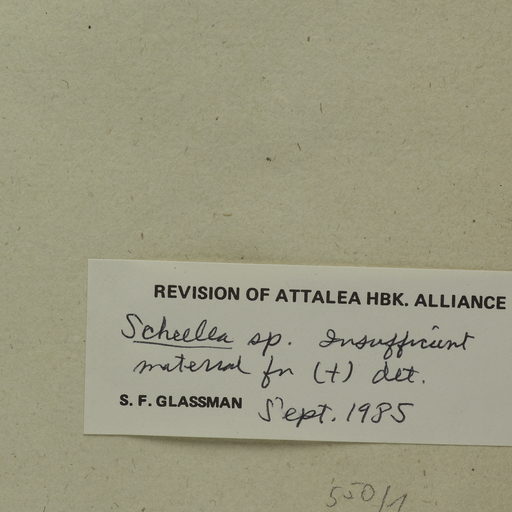 REVISION OF ATTALEA HBK. ALLIANCE
Scheelea sp. Insufficient
material for (+) det.
S. F. GLASSMAN Sept. 1985
550/1